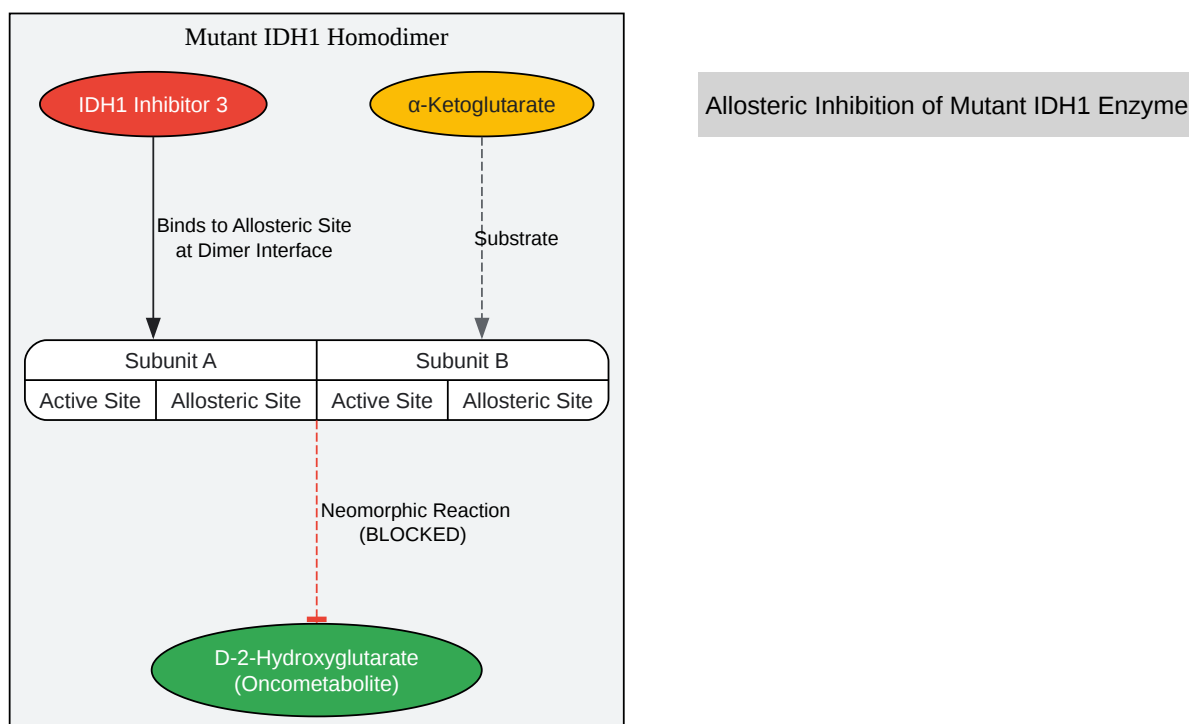 Mutant IDH1 Homodimer
IDH1 Inhibitor 3
α-Ketoglutarate
Allosteric Inhibition of Mutant IDH1 Enzyme
Binds to Allosteric Site
at Dimer Interface
Substrate
Subunit A
Subunit B
Active Site
Allosteric Site
Active Site
Allosteric Site
Neomorphic Reaction
(BLOCKED)
D-2-Hydroxyglutarate
(Oncometabolite)